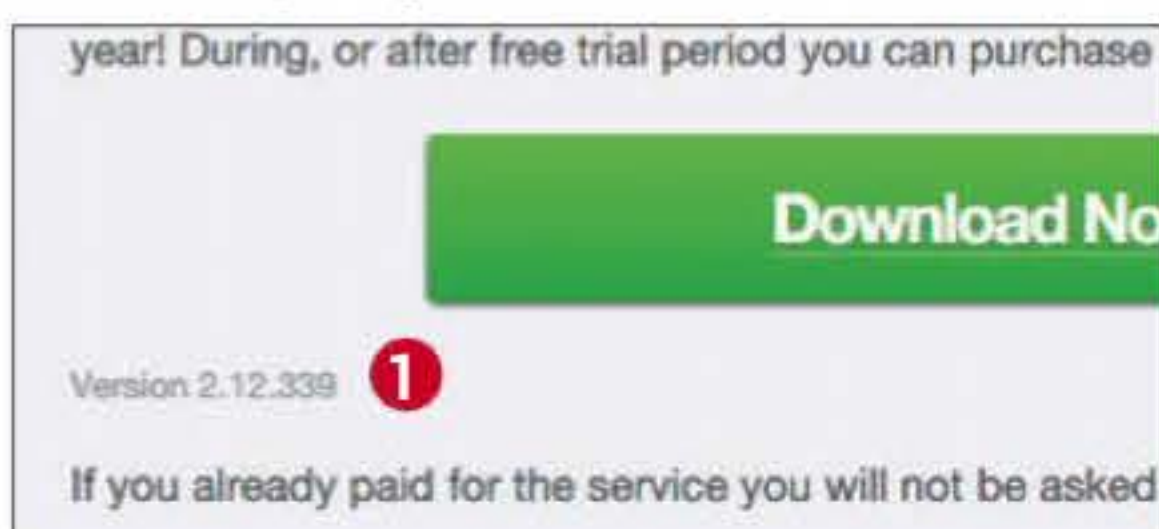 year! During, or after free trial period you can purchase
Download No
Version 2.12.339
1
If you already paid for the service you will not be asked